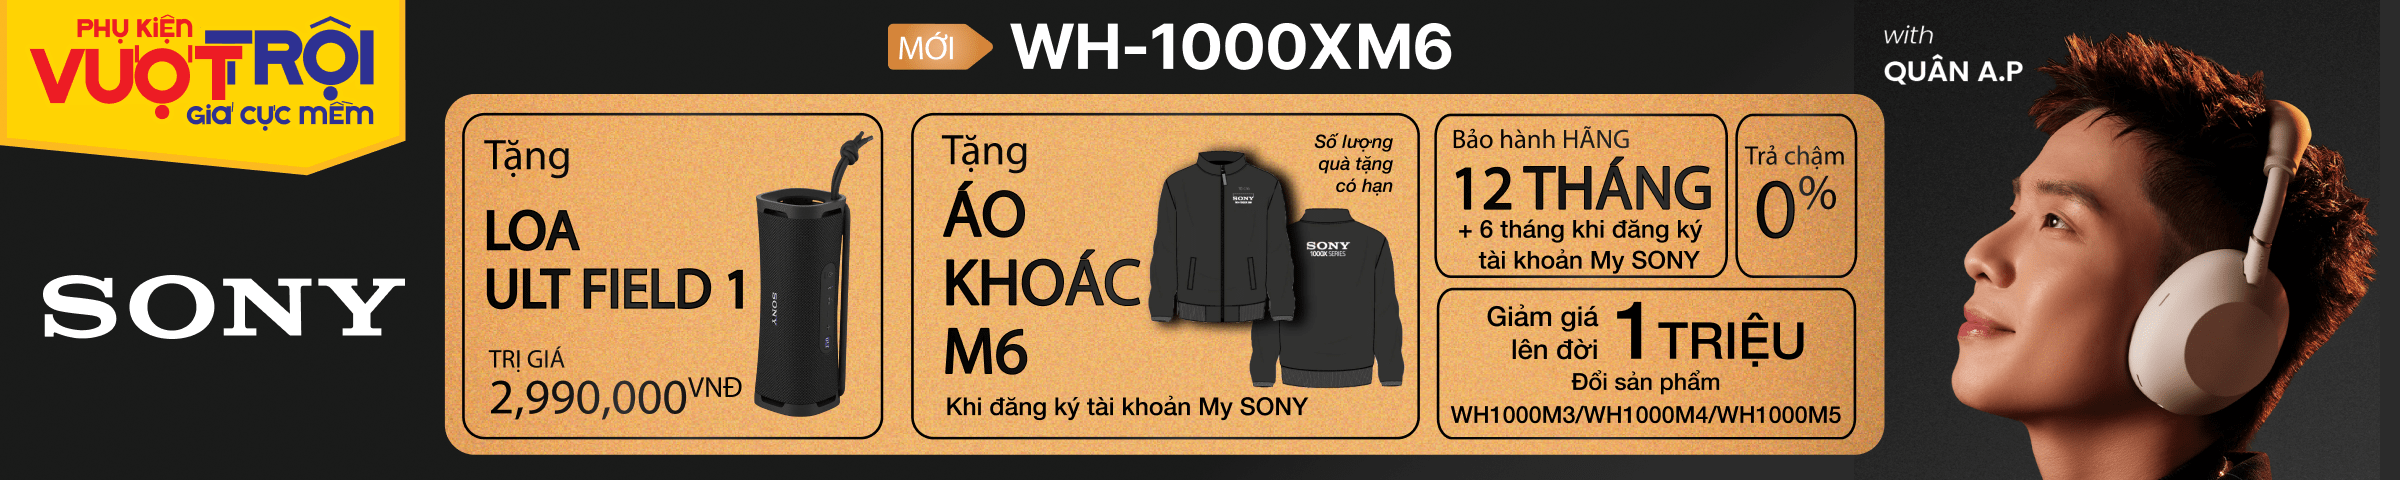 PHỤ KIỆN
VƯỢT TRỘI
GIÁ CỰC MỀM
SONY
MỚI
WH-1000XM6
Tặng
LOA
ULT FIELD 1
TRỊ GIÁ
2,990,000VNĐ
SONY
Tặng
ÁO
KHOÁC
M6
Khi đăng ký tài khoản My SONY
Số lượng
quà tặng
có hạn
SONY
SONY
1000X SERIES
Bảo hành HÃNG
12 THÁNG
+ 6 tháng khi đăng ký
tài khoản My SONY
Trả chậm
0%
Giảm giá
lên đời
1 TRIỆU
Đổi sản phẩm
WH1000M3/WH1000M4/WH1000M5
with
QUÂN A.P